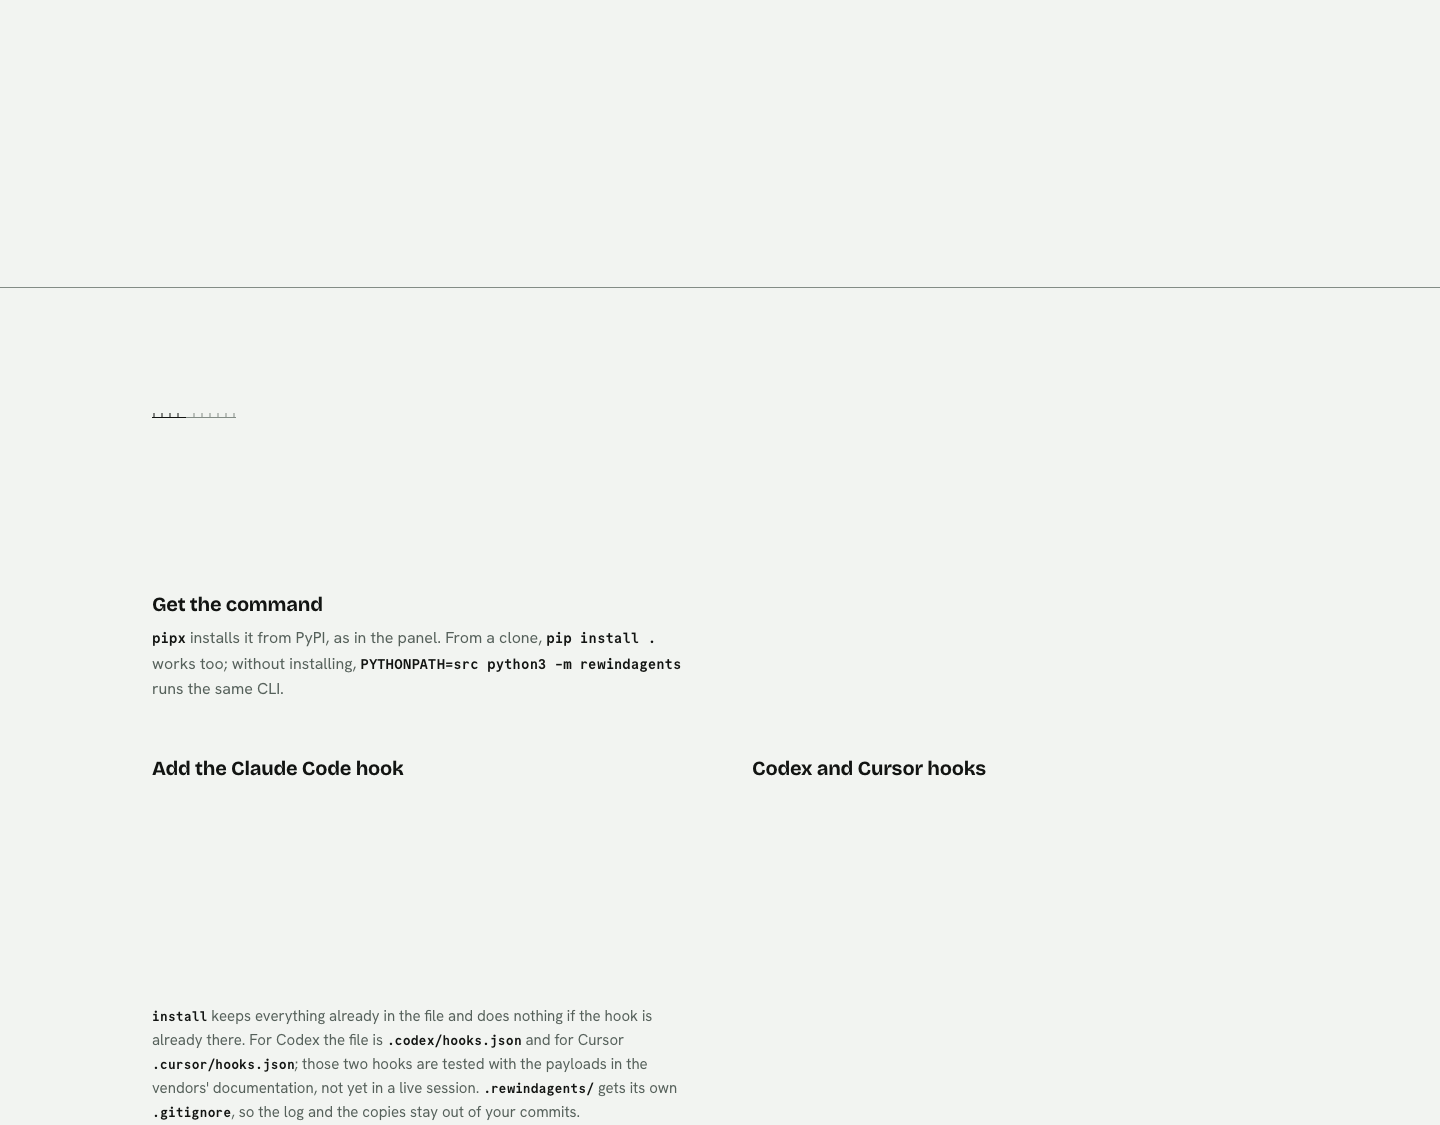 Get the command
pipx installs it from PyPI, as in the panel. From a clone, pip install .
works too; without installing, PYTHONPATH=src python3 -m rewindagents
runs the same CLI.
Add the Claude Code hook
Codex and Cursor hooks
install keeps everything already in the file and does nothing if the hook is
already there. For Codex the file is .codex/hooks.json and for Cursor
.cursor/hooks.json; those two hooks are tested with the payloads in the
vendors' documentation, not yet in a live session. .rewindagents/ gets its own
.gitignore, so the log and the copies stay out of your commits.